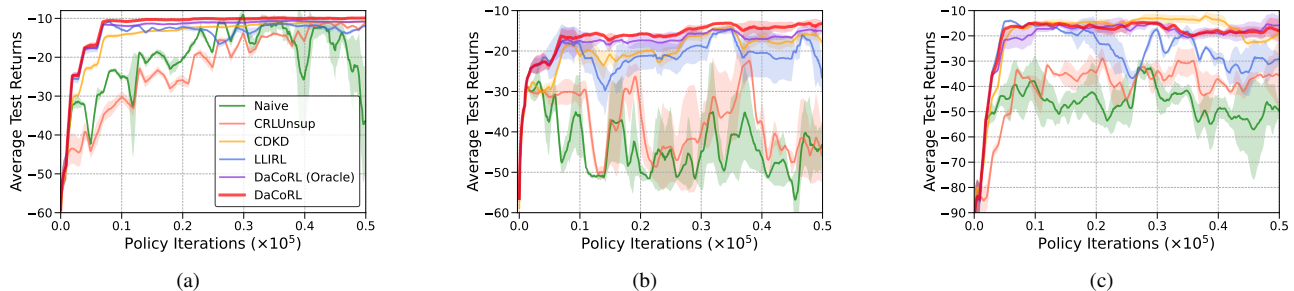 Average Test Returns
−10
−20
−30
−40
−50
−60
0.0 0.1 0.2 0.3 0.4 0.5
Policy Iterations (×10⁵)
Naive
CRLUnsup
CDKD
LLIRL
DaCoRL (Oracle)
DaCoRL
(a)
Average Test Returns
−10
−20
−30
−40
−50
−60
0.0 0.1 0.2 0.3 0.4 0.5
Policy Iterations (×10⁵)
(b)
Average Test Returns
−10
−20
−30
−40
−50
−60
−70
−80
−90
0.0 0.1 0.2 0.3 0.4 0.5
Policy Iterations (×10⁵)
(c)